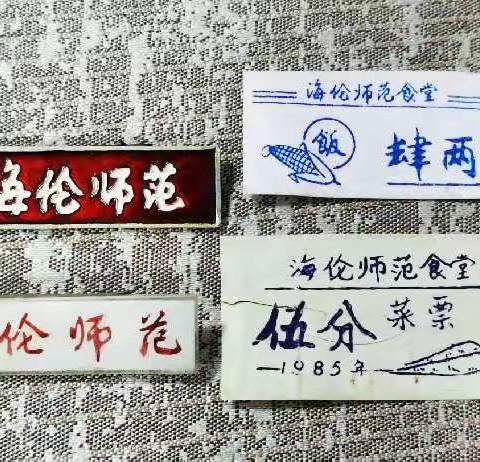 海伦师范
伦师范
海伦师范食堂
飯
肆两
海伦师范食堂
伍分 菜票
1985年